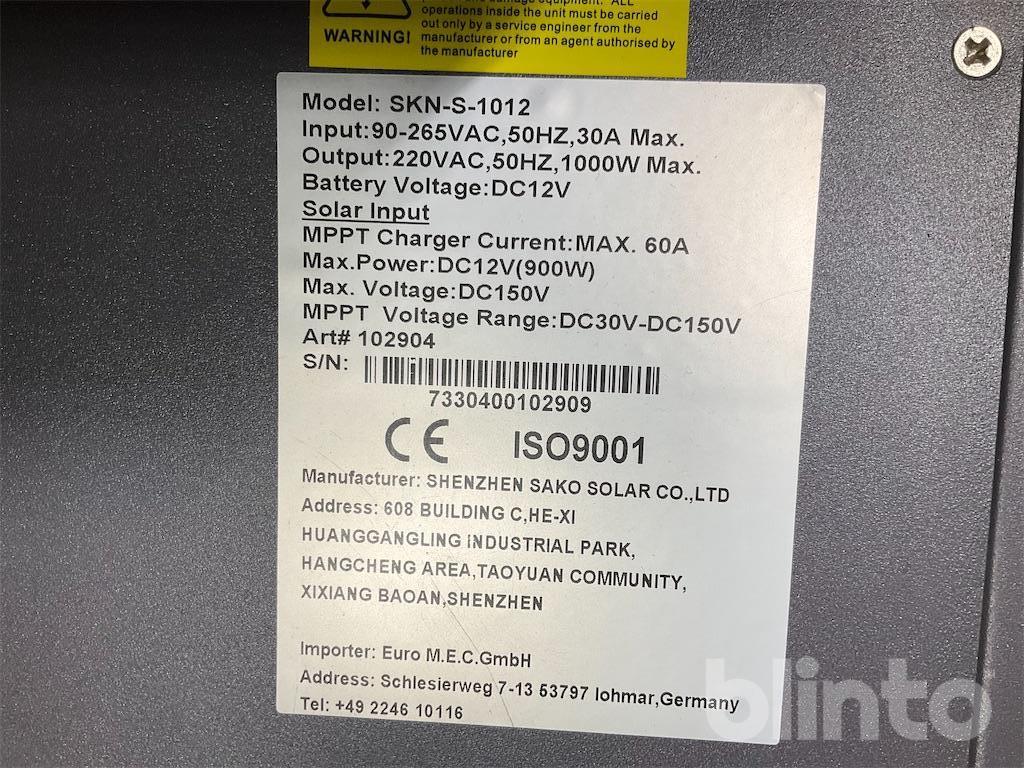 and damage equipment. ALL
operations inside the unit must be carried
out only by a service engineer from the
WARNING! manufacturer or from an agent authorised by
the manufacturer
Model: SKN-S-1012
Input:90-265VAC,50HZ,30A Max.
Output:220VAC,50HZ,1000W Max.
Battery Voltage:DC12V
Solar Input
MPPT Charger Current:MAX. 60A
Max.Power:DC12V(900W)
Max. Voltage:DC150V
MPPT Voltage Range:DC30V-DC150V
Art# 102904
S/N:
7330400102909
CE ISO9001
Manufacturer: SHENZHEN SAKO SOLAR CO.,LTD
Address: 608 BUILDING C,HE-XI
HUANGGANGLING INDUSTRIAL PARK,
HANGCHENG AREA,TAOYUAN COMMUNITY,
XIXIANG BAOAN,SHENZHEN
Importer: Euro M.E.C.GmbH
Address: Schlesierweg 7-13 53797 lohmar,Germany
Tel: +49 2246 10116
blinto